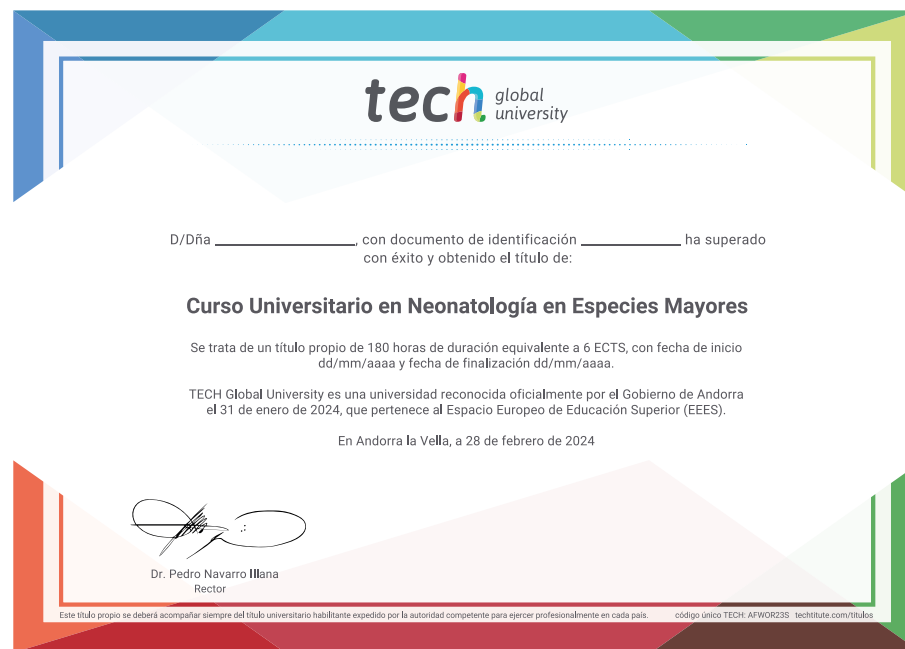 tech global university
D/Dña ____________, con documento de identificación ____________ ha superado
con éxito y obtenido el título de:
Curso Universitario en Neonatología en Especies Mayores
Se trata de un título propio de 180 horas de duración equivalente a 6 ECTS, con fecha de inicio
dd/mm/aaaa y fecha de finalización dd/mm/aaaa.
TECH Global University es una universidad reconocida oficialmente por el Gobierno de Andorra
el 31 de enero de 2024, que pertenece al Espacio Europeo de Educación Superior (EEES).
En Andorra la Vella, a 28 de febrero de 2024
Dr. Pedro Navarro Illana
Rector
Este título propio se deberá acompañar siempre del título universitario habilitante expedido por la autoridad competente para ejercer profesionalmente en cada país. código único TECH: AFWOR23S techtitute.com/titulos